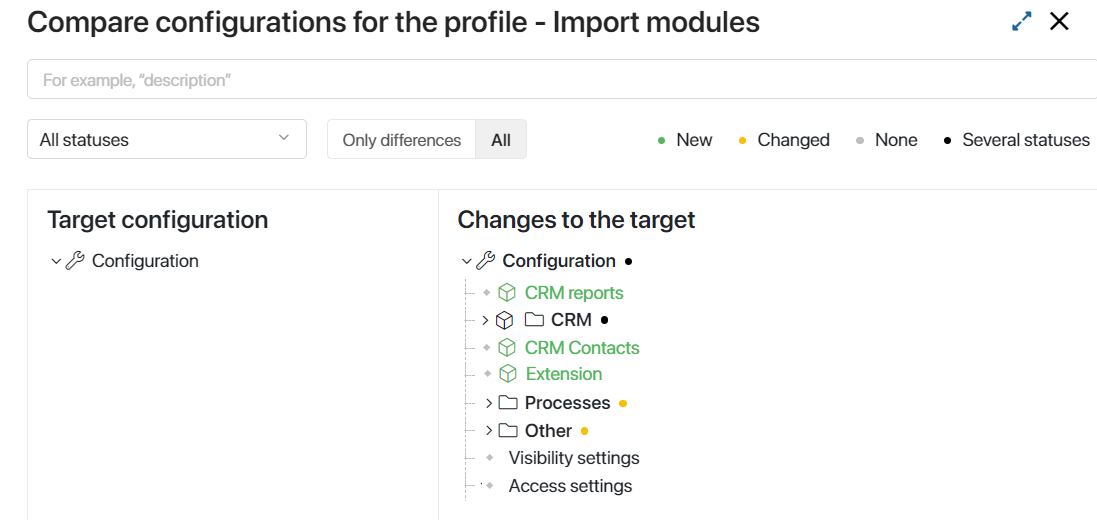 Compare configurations for the profile - Import modules
For example, “description”
All statuses
Only differences
All
New
Changed
None
Several statuses
Target configuration
Configuration
Changes to the target
Configuration
CRM reports
CRM
CRM Contacts
Extension
Processes
Other
Visibility settings
Access settings